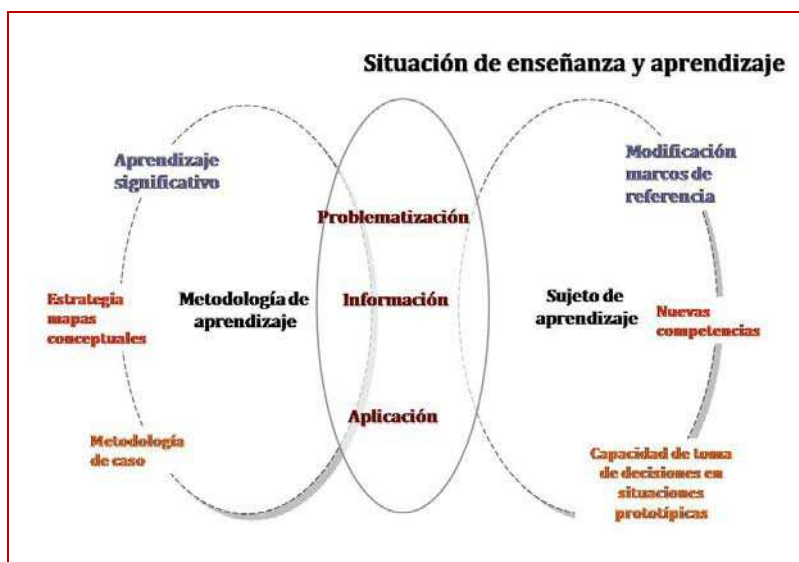 Situación de enseñanza y aprendizaje
Aprendizaje
significativo
Modificación
marcos de
referencia
Problematización
Estrategia
mapas
conceptuales
Metodología de
aprendizaje
Información
Sujeto de
aprendizaje
Nuevas
competencias
Aplicación
Metodología
de caso
Capacidad de toma
de decisiones en
situaciones
prototípicas